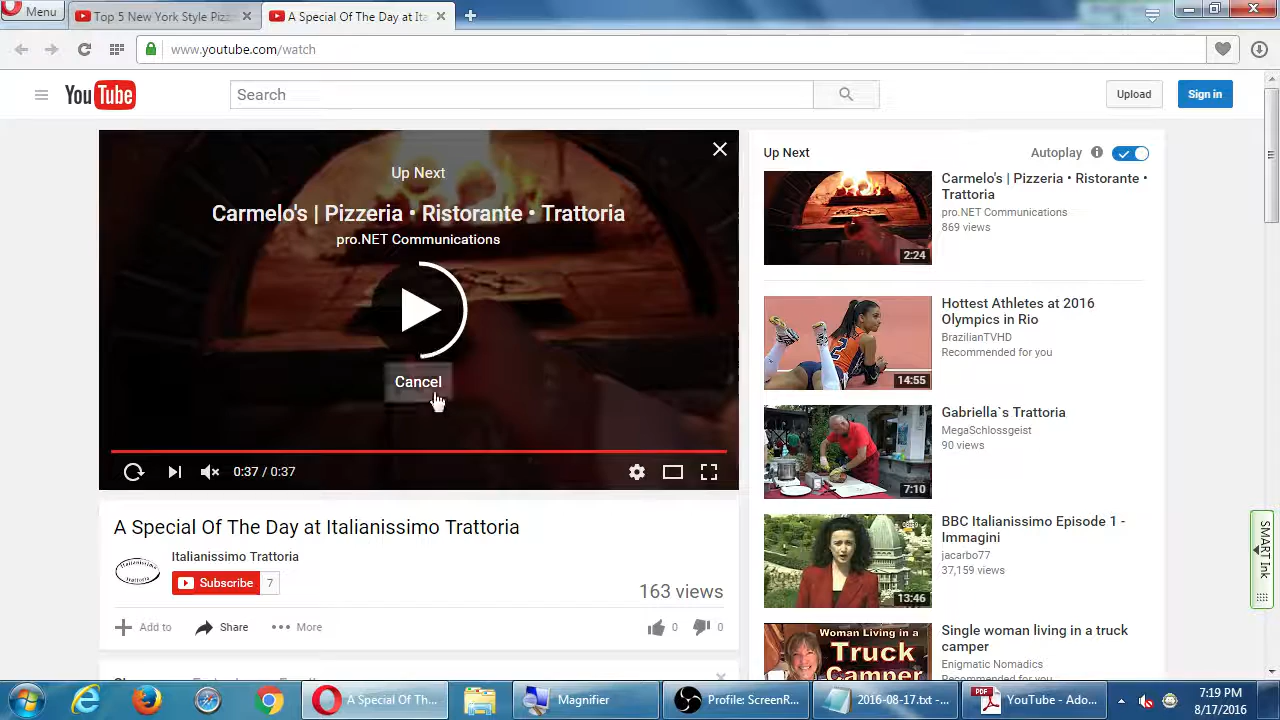 Menu
Top 5 New York Style Piz
A Special Of The Day at Ita
www.youtube.com/watch
YouTube
Search
Upload
Sign in
Up Next
Carmelo's | Pizzeria • Ristorante • Trattoria
pro.NET Communications
Cancel
0:37 / 0:37
A Special Of The Day at Italianissimo Trattoria
Italianissimo Trattoria
Subscribe 7
163 views
Add to
Share
More
0
0
Up Next
Autoplay
Carmelo's | Pizzeria • Ristorante •
Trattoria
pro.NET Communications
869 views
2:24
Hottest Athletes at 2016
Olympics in Rio
BrazilianTVHD
Recommended for you
14:55
2
Gabriella`s Trattoria
MegaSchlossgeist
90 views
7:10
BBC Italianissimo Episode 1 -
Immagini
jacarbo77
37,159 views
13:46
Single woman living in a truck
camper
Enigmatic Nomadics
Woman Living in a
Truck
Camper
SMART Ink
A Special Of Th...
Magnifier
Profile: ScreenR...
2016-08-17.txt -...
PDF
YouTube - Ado...
7:19 PM
8/17/2016